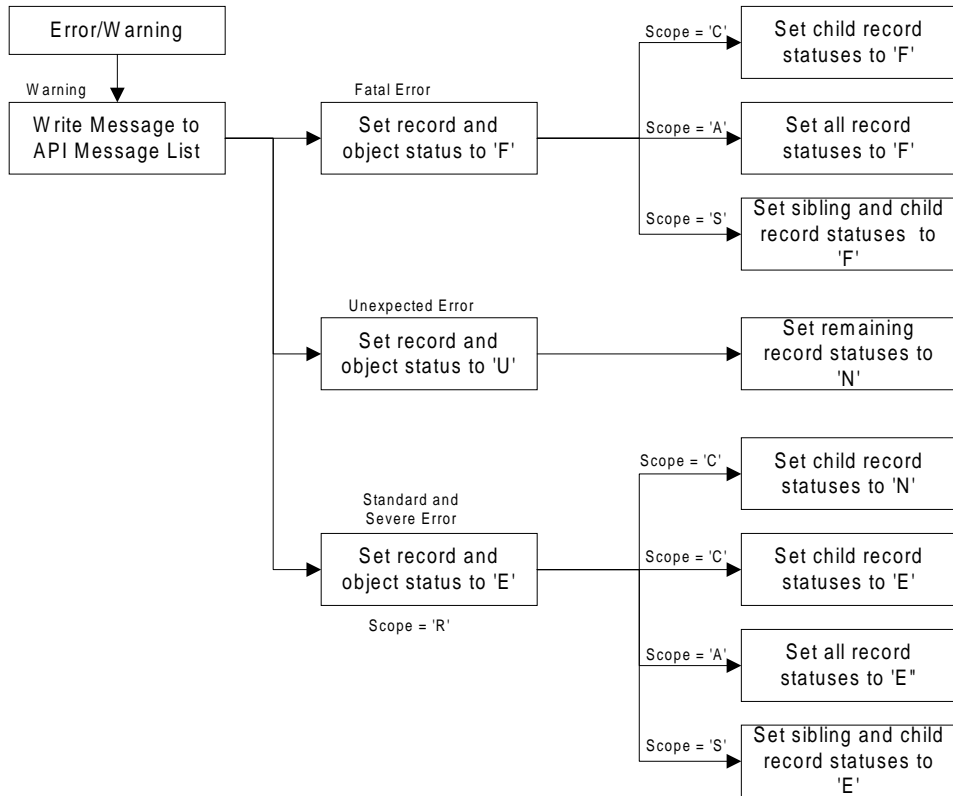 Error/Warning
Warning
Write Message to
API Message List
Fatal Error
Set record and
object status to 'F'
Scope = 'C'
Set child record
statuses to 'F'
Scope = 'A'
Set all record
statuses to 'F'
Scope = 'S'
Set sibling and child
record statuses to
'F'
Unexpected Error
Set record and
object status to 'U'
Set remaining
record statuses to
'N'
Standard and
Severe Error
Set record and
object status to 'E'
Scope = 'R'
Scope = 'C'
Set child record
statuses to 'N'
Scope = 'C'
Set child record
statuses to 'E'
Scope = 'A'
Set all record
statuses to 'E"
Scope = 'S'
Set sibling and child
record statuses to
'E'